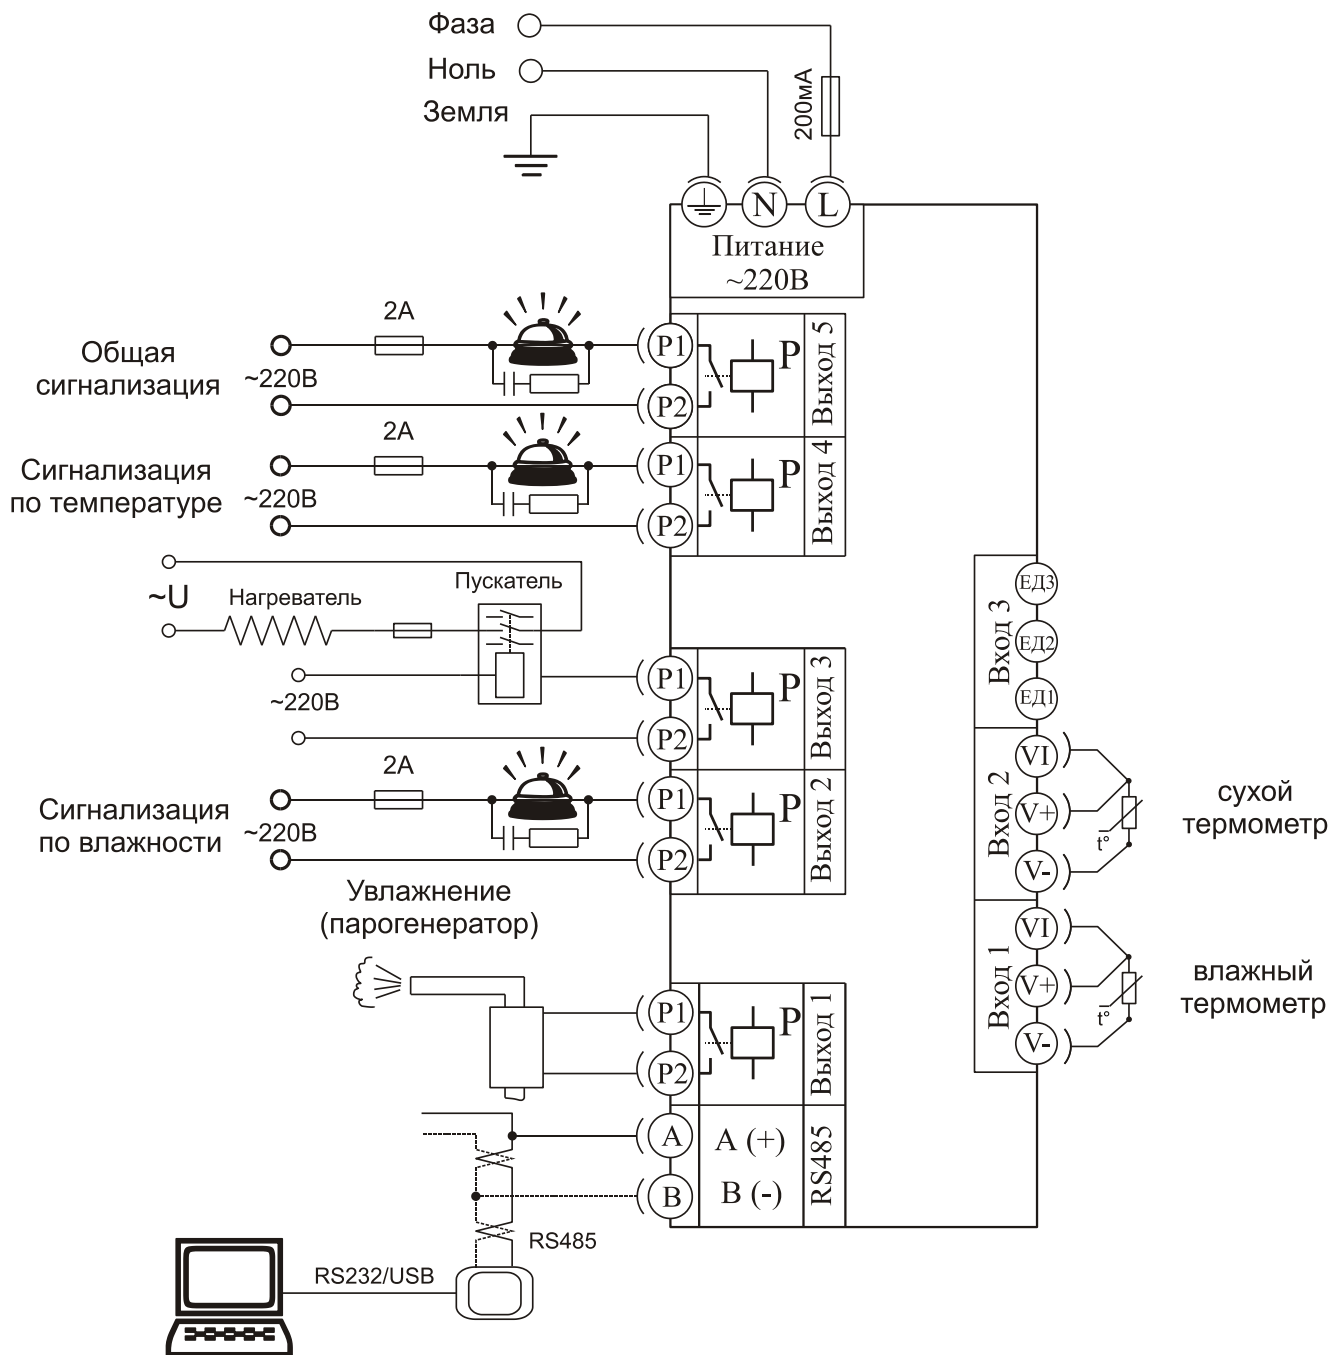 Фаза
Ноль
Земля
200мА
N
L
Питание
~220В
Общая
сигнализация
~220В
2А
P1
P2
P
Выход 5
Сигнализация
по температуре
~220В
2А
P1
P2
P
Выход 4
~U
Нагреватель
Пускатель
~220В
P1
P2
P
Выход 3
Сигнализация
по влажности
~220В
2А
P1
P2
P
Выход 2
Увлажнение
(парогенератор)
P1
P2
P
Выход 1
A
B
A (+)
B (-)
RS485
RS485
RS232/USB
ЕД3
ЕД2
ЕД1
Вход 3
VI
V+
V-
Вход 2
t°
сухой
термометр
VI
V+
V-
Вход 1
t°
влажный
термометр